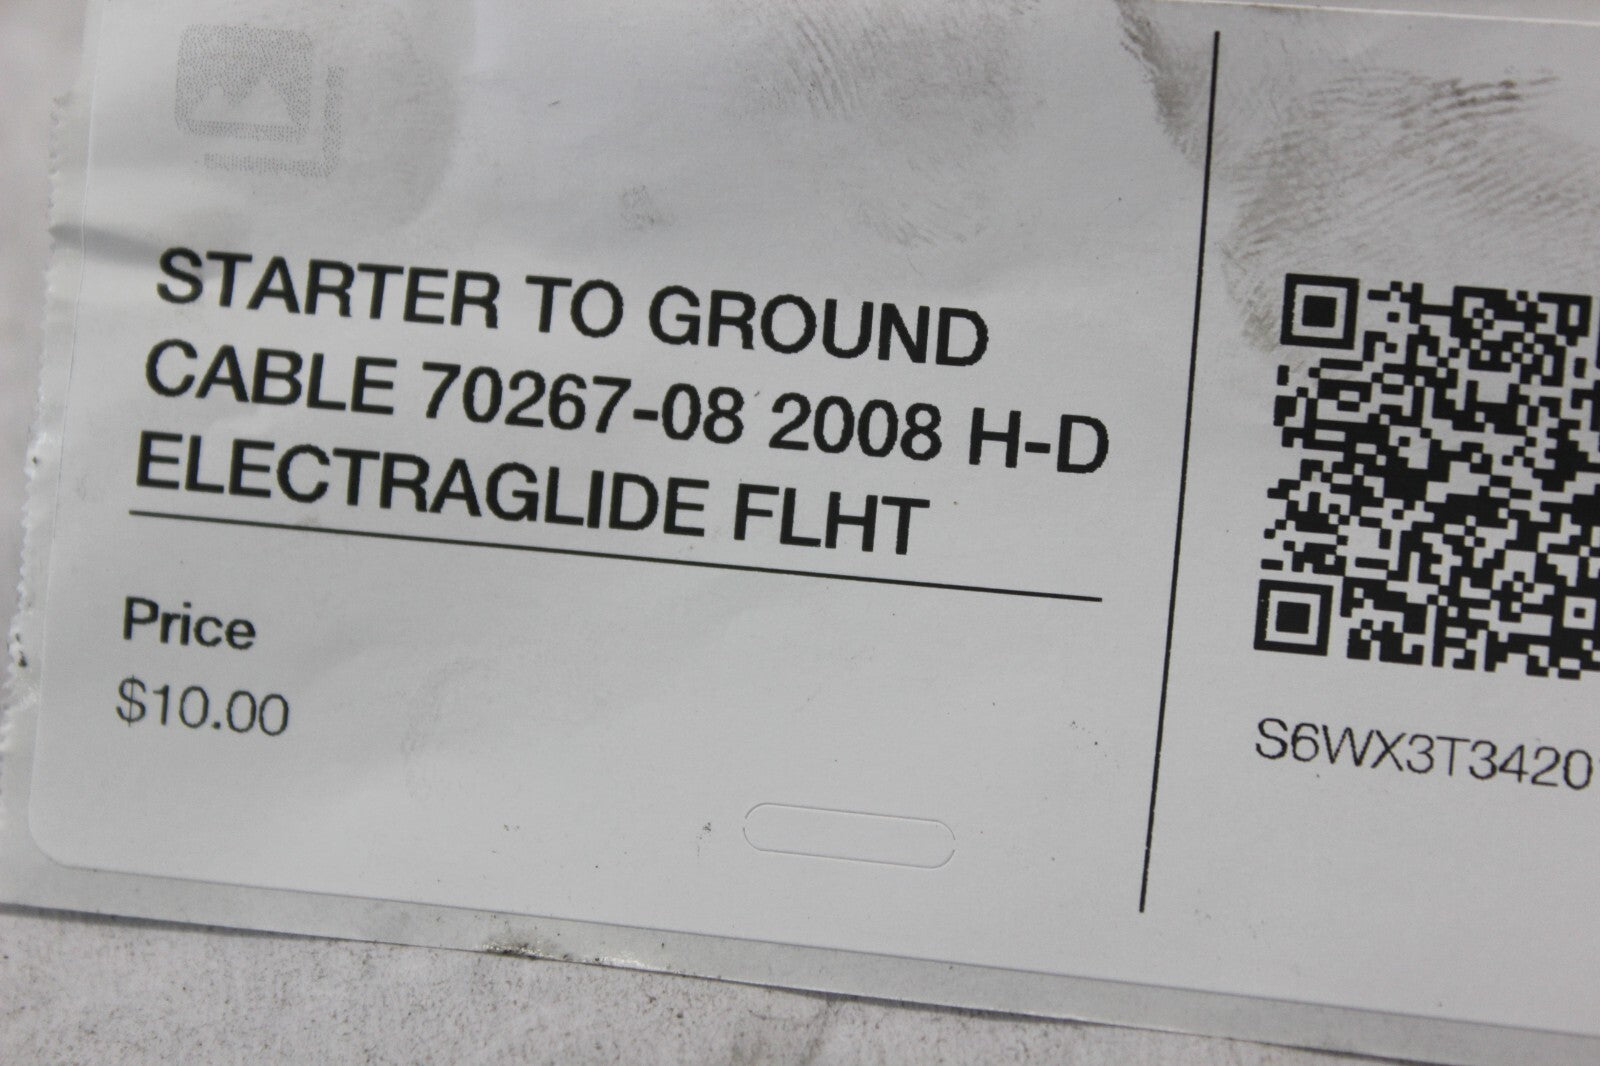 STARTER TO GROUND
CABLE 70267-08 2008 H-D
ELECTRAGLIDE FLHT
Price
$10.00
S6WX3T3420